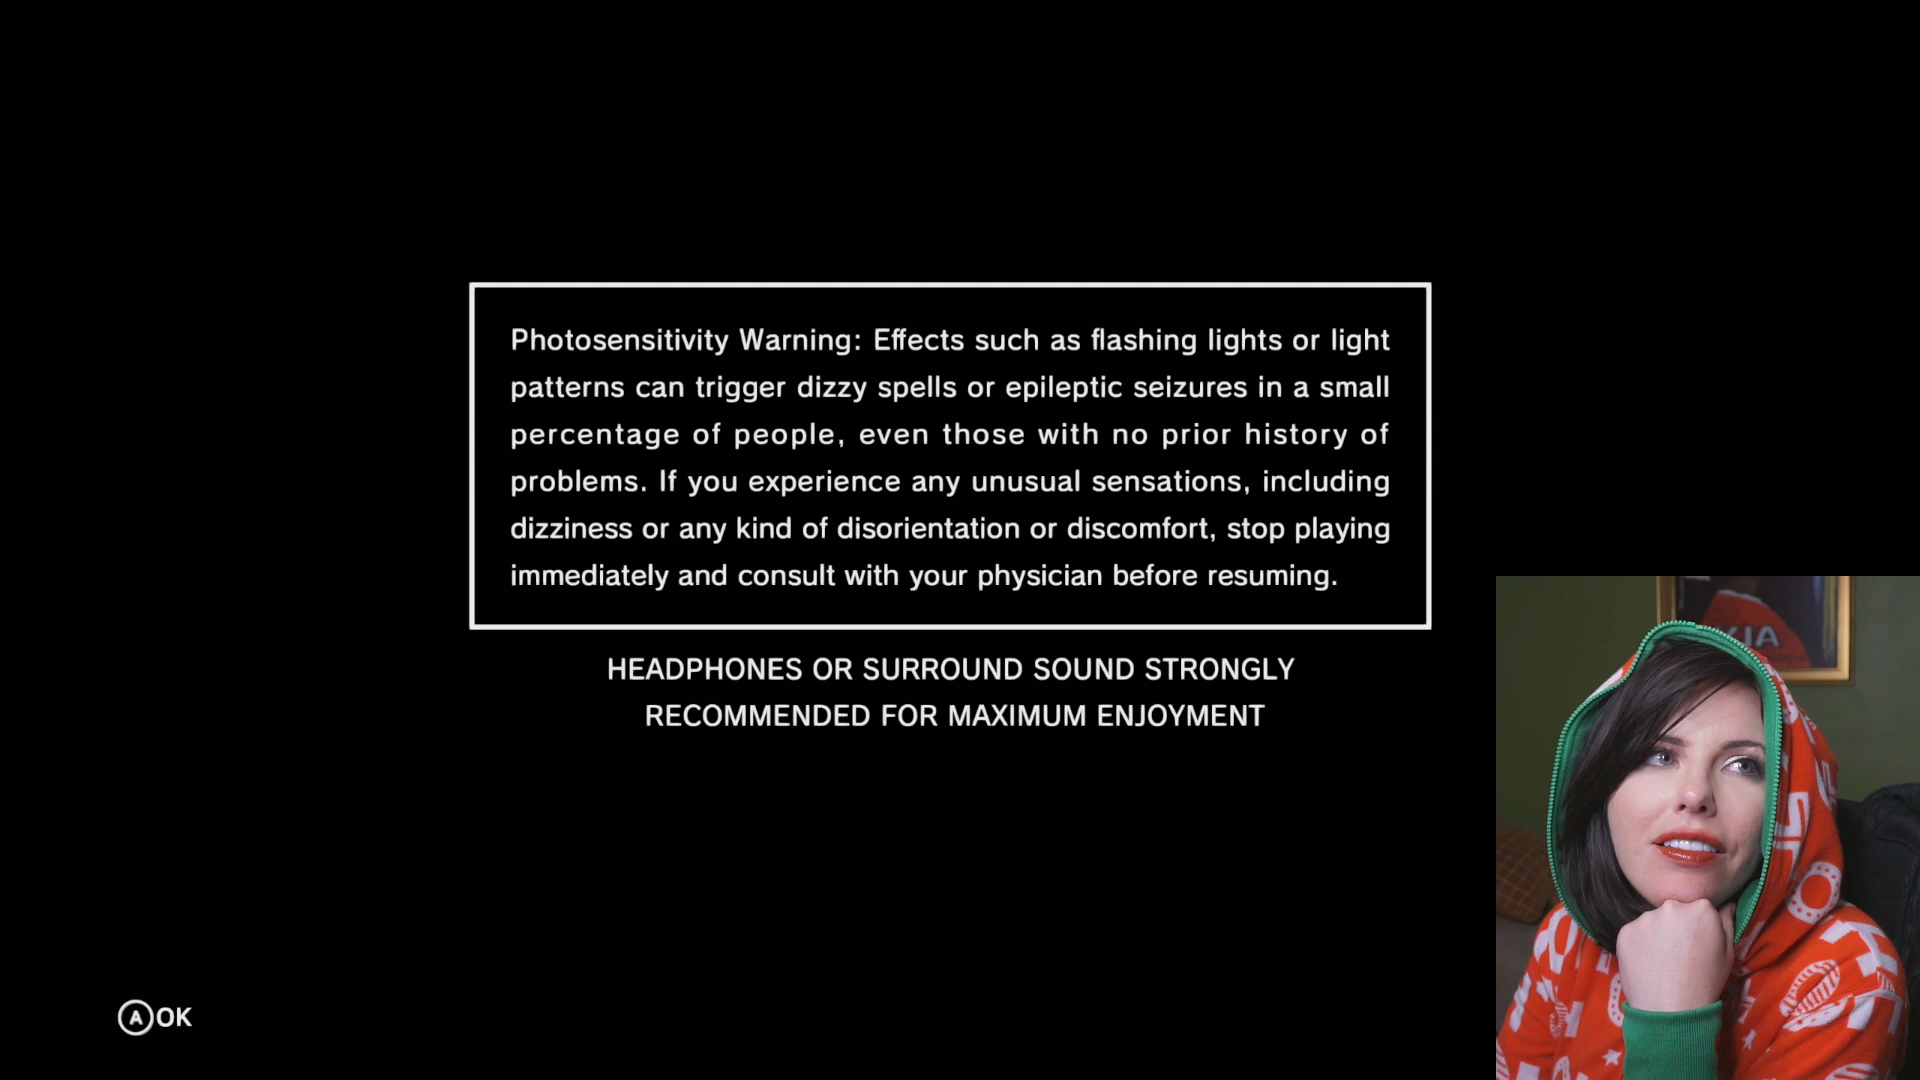 Photosensitivity Warning: Effects such as flashing lights or light
patterns can trigger dizzy spells or epileptic seizures in a small
percentage of people, even those with no prior history of
problems. If you experience any unusual sensations, including
dizziness or any kind of disorientation or discomfort, stop playing
immediately and consult with your physician before resuming.
HEADPHONES OR SURROUND SOUND STRONGLY
RECOMMENDED FOR MAXIMUM ENJOYMENT
A OK